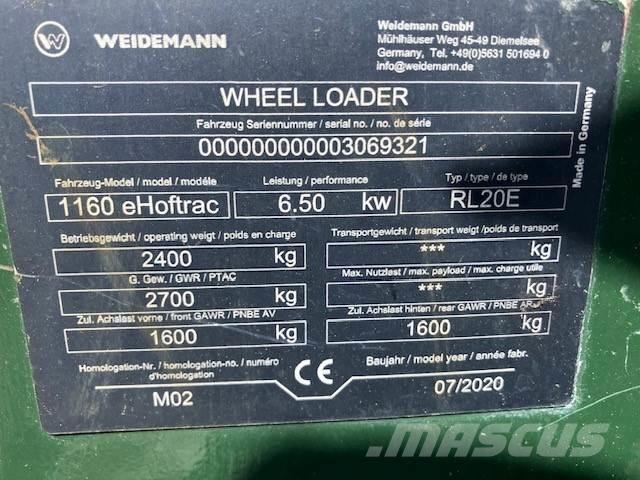 W WEIDEMANN
Weidemann GmbH
Mühlhäuser Weg 45-49 Diemelsee
Germany, Tel. +49(0)5631 501694 0
info@weidemann.de
WHEEL LOADER
Fahrzeug Seriennummer / serial no. / no. de série
000000000003069321
Made in Germany
Fahrzeug-Model / model / modéle
Leistung / performance
Typ / type / de type
1160 eHoftrac
6.50 kw
RL20E
Betriebsgewicht / operating weigt / poids en charge
Transportgewicht / transport weigt /poids de transport
2400 kg
*** kg
G. Gew. / GWR / PTAC
Max. Nutzlast / max. payload / max. charge utile
2700 kg
*** kg
Zul. Achslast vorne / front GAWR / PNBE AV
Zul. Achslast hinten / rear GAWR / PNBE AR
1600 kg
1600 kg
Homologation-Nr. / homologation-no. / numéro
d'homologation
CE
Baujahr / model year / année fabr.
M02
07/2020
MASCUS